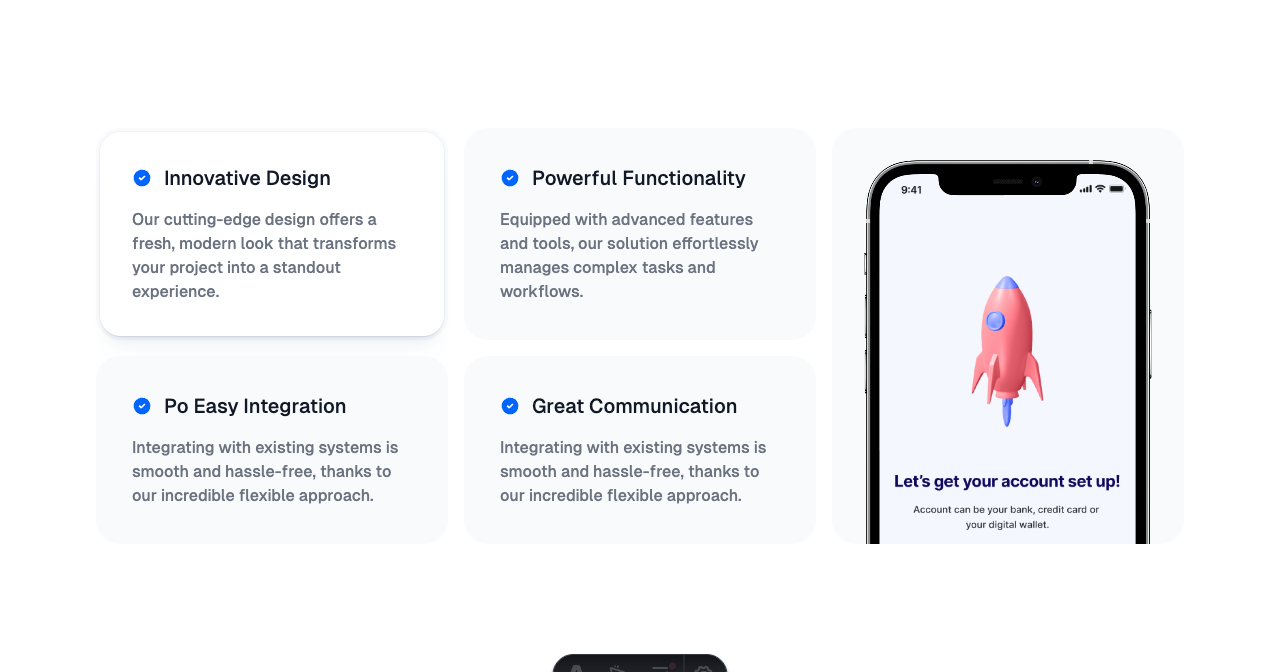 Innovative Design
Our cutting-edge design offers a
fresh, modern look that transforms
your project into a standout
experience.
Powerful Functionality
Equipped with advanced features
and tools, our solution effortlessly
manages complex tasks and
workflows.
Po Easy Integration
Integrating with existing systems is
smooth and hassle-free, thanks to
our incredible flexible approach.
Great Communication
Integrating with existing systems is
smooth and hassle-free, thanks to
our incredible flexible approach.
9:41
Let's get your account set up!
Account can be your bank, credit card or
your digital wallet.